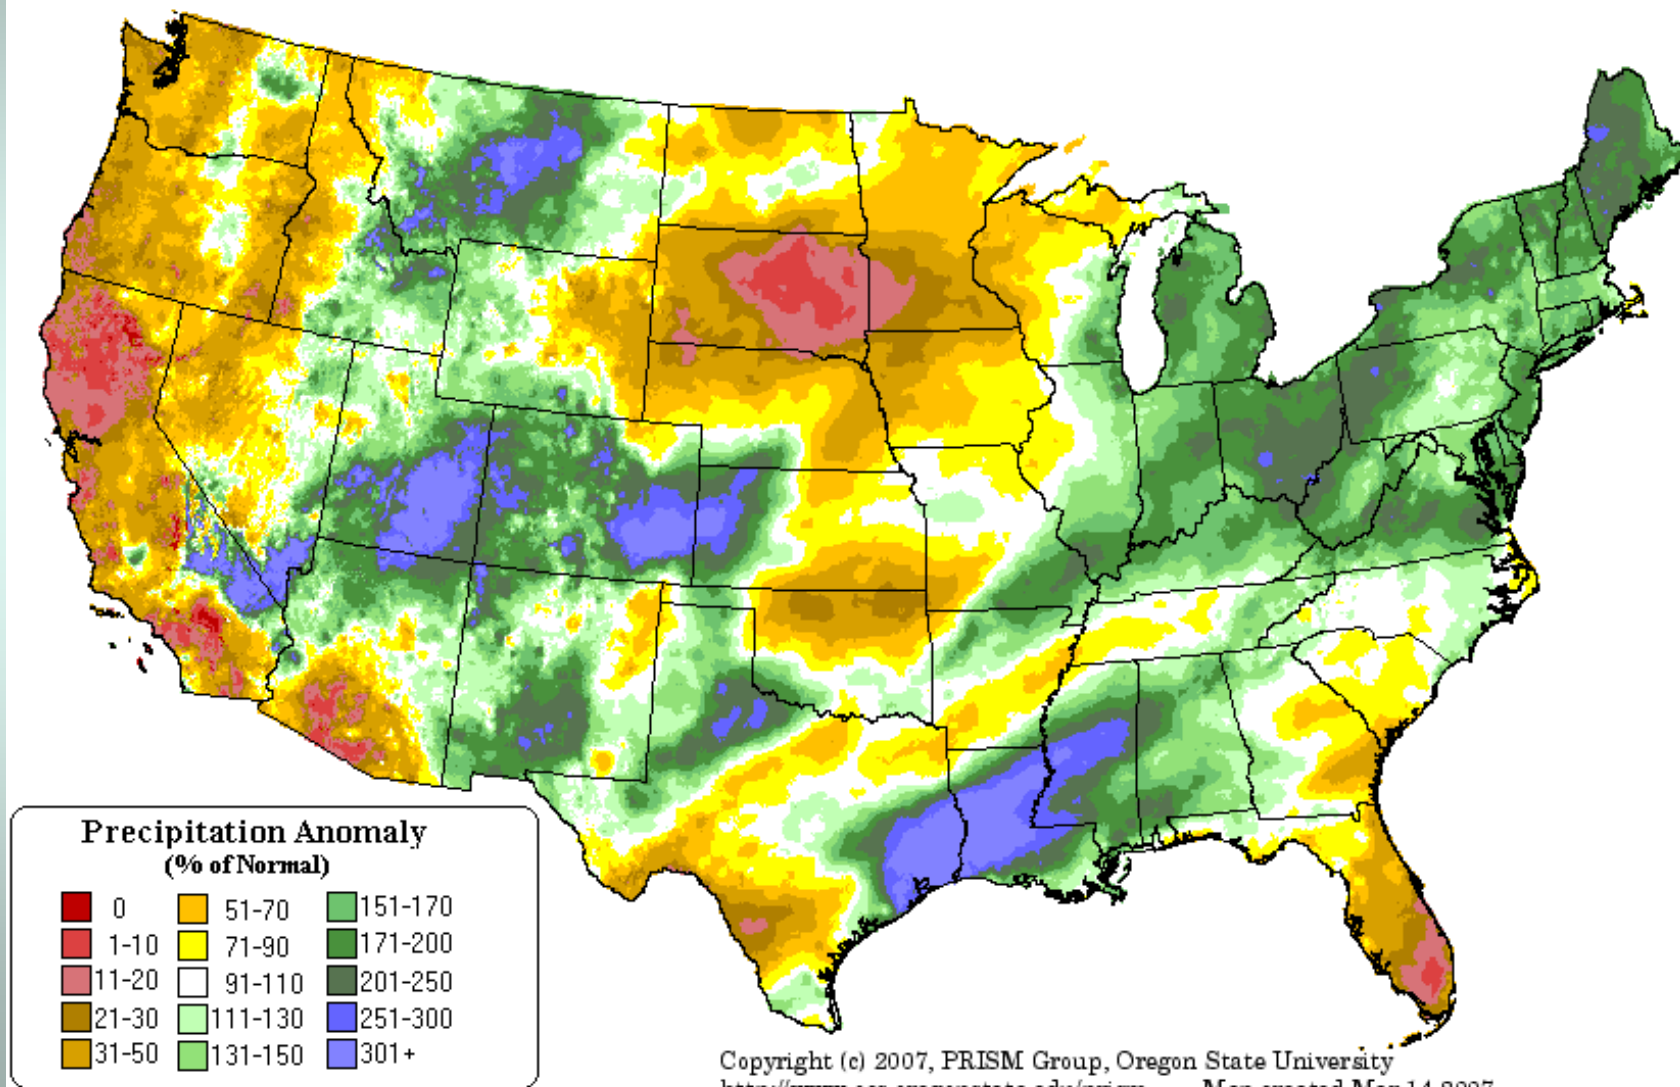 Precipitation Anomaly
(% of Normal)
0 51-70 151-170
1-10 71-90 171-200
11-20 91-110 201-250
21-30 111-130 251-300
31-50 131-150 301+
Copyright (c) 2007, PRISM Group, Oregon State University